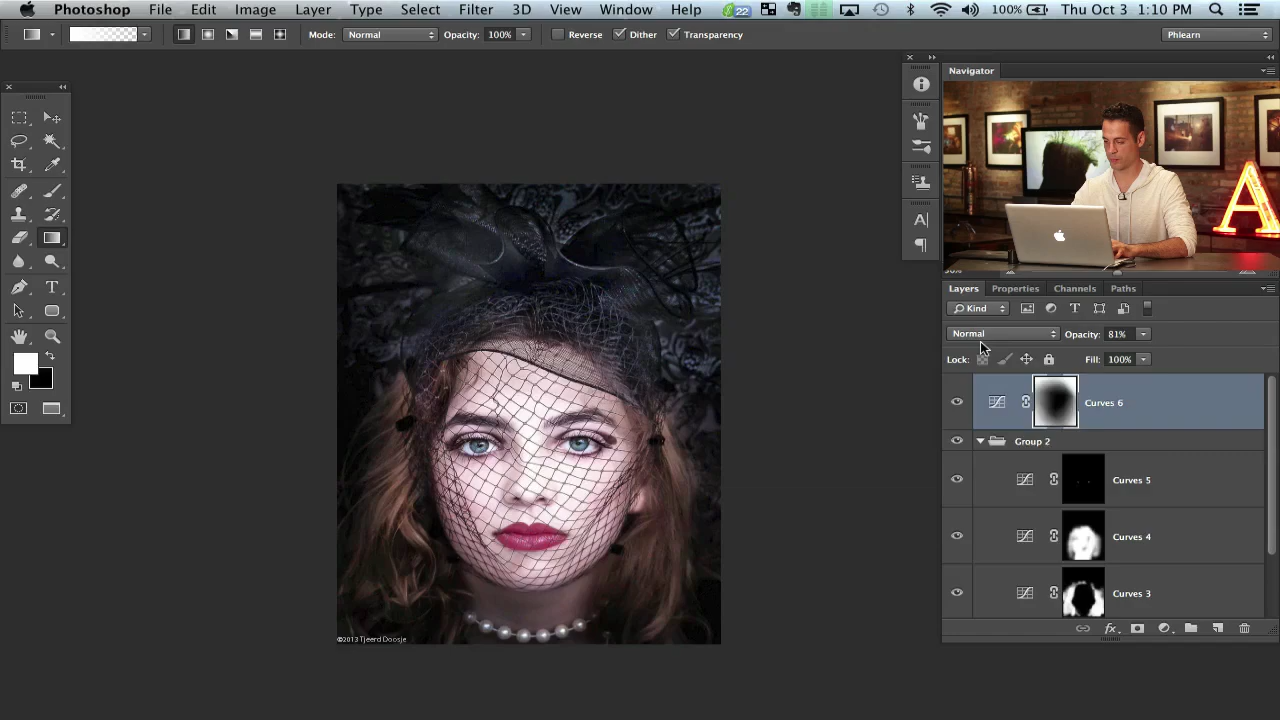 Photoshop File Edit Image Layer Type Select Filter 3D View Window Help 22 100% Thu Oct 3 1:10 PM
Mode: Normal Opacity: 100% Reverse Dither Transparency Phlearn
Navigator
A
T
Layers Properties Channels Paths
Kind T
Normal Opacity: 81%
Lock: Fill: 100%
Curves 6
Group 2
Curves 5
Curves 4
Curves 3
fx
©2013 Tjeerd Doosje